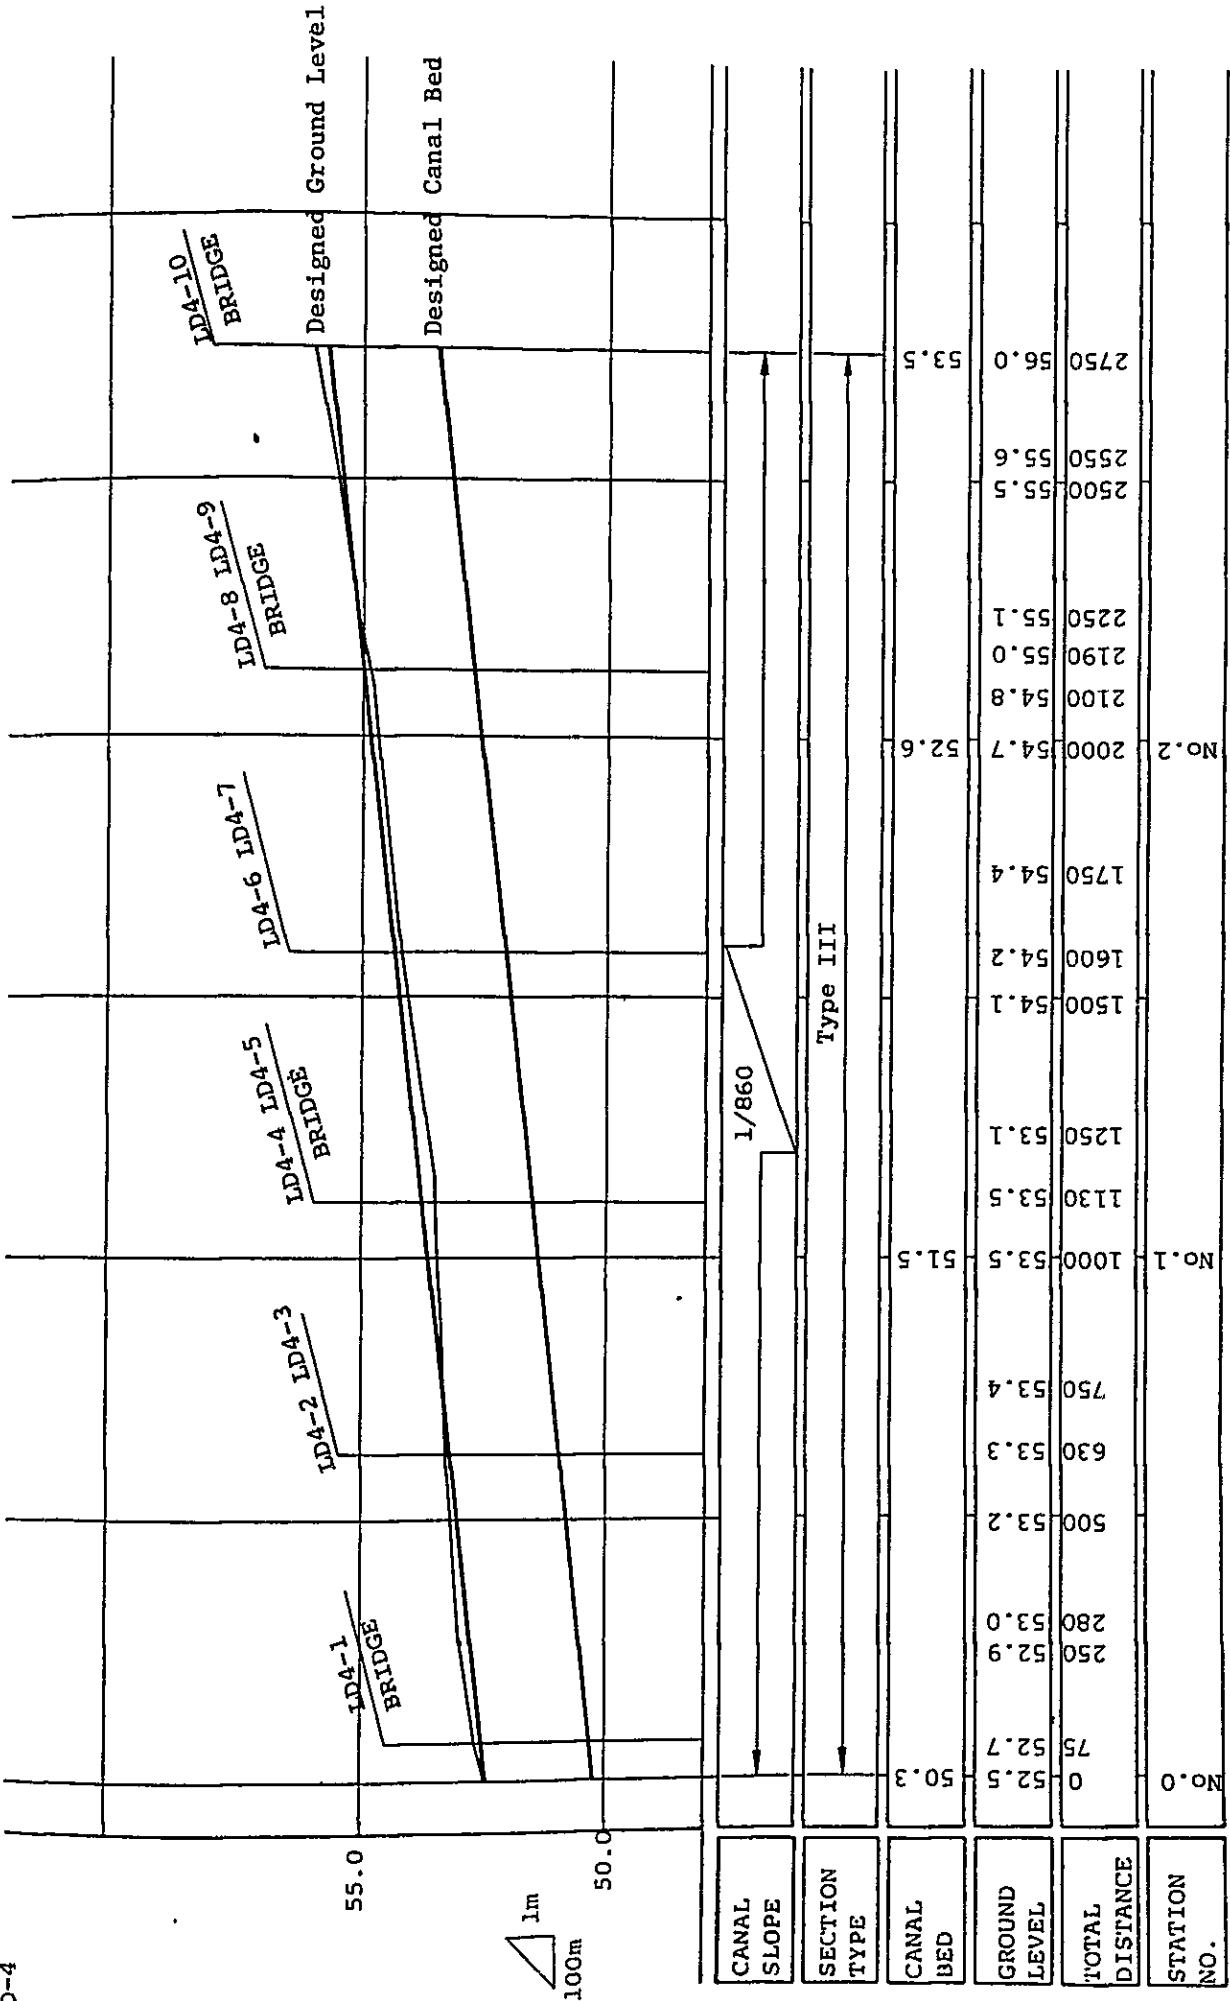 D-4
LD4-1
BRIDGE
LD4-2 LD4-3
LD4-4 LD4-5
BRIDGE
LD4-6 LD4-7
LD4-8 LD4-9
BRIDGE
LD4-10
BRIDGE
Designed Ground Level
Designed Canal Bed
55.0
50.0
1m
100m
CANAL
SLOPE
1/860
SECTION
TYPE
Type III
CANAL
BED
50.3
51.5
52.6
53.5
GROUND
LEVEL
52.5
52.7
52.9
53.0
53.2
53.3
53.4
53.5
53.5
53.1
54.1
54.2
54.4
54.7
54.8
55.0
55.1
55.5
55.6
56.0
TOTAL
DISTANCE
0
75
250
280
500
630
750
1000
1130
1250
1500
1600
1750
2000
2100
2190
2250
2500
2550
2750
STATION
NO.
No.0
No.1
No.2